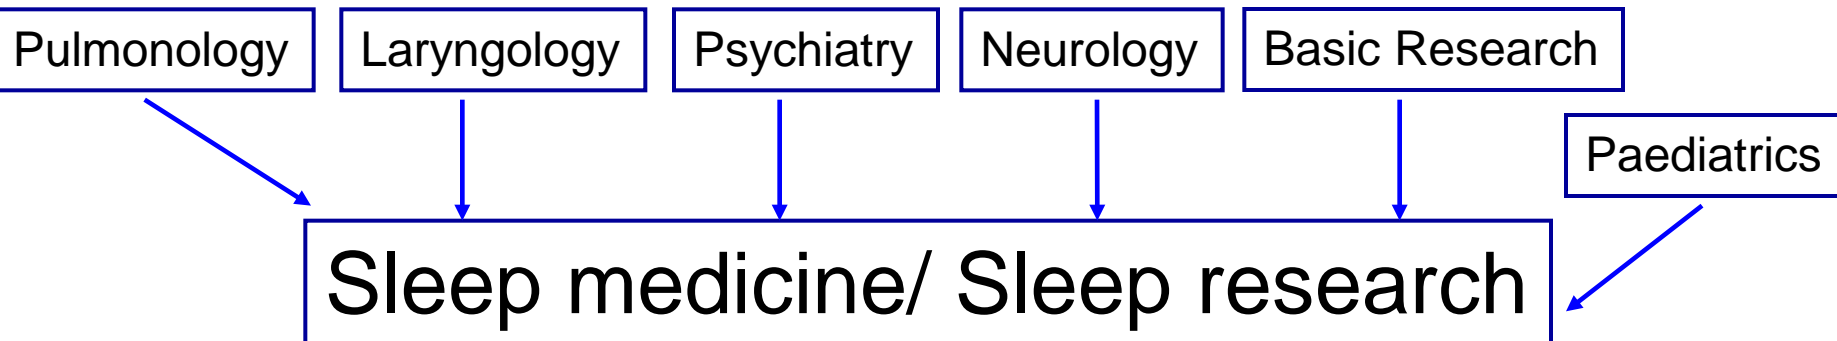 Pulmonology
Laryngology
Psychiatry
Neurology
Basic Research
Paediatrics
Sleep medicine/ Sleep research